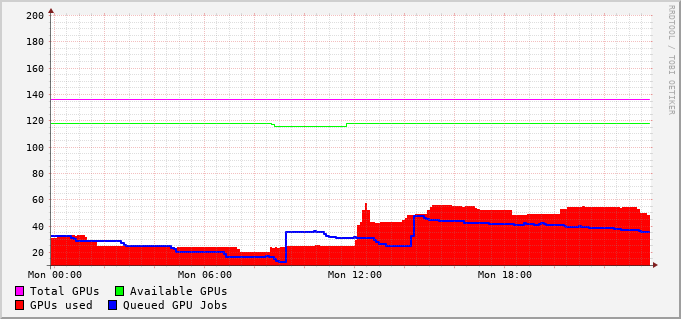 200
180
160
140
120
100
80
60
40
20
Mon 00:00 Mon 06:00 Mon 12:00 Mon 18:00
Total GPUs Available GPUs
GPUs used Queued GPU Jobs
RRDTOOL / TOBI OETIKER